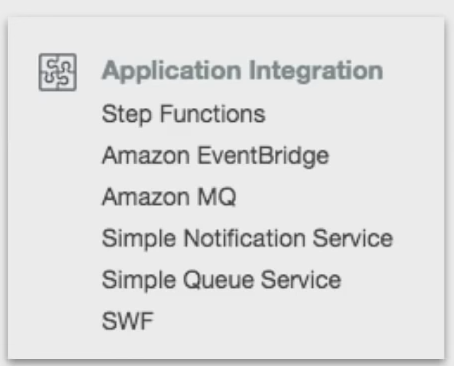 Application Integration
Step Functions
Amazon EventBridge
Amazon MQ
Simple Notification Service
Simple Queue Service
SWF